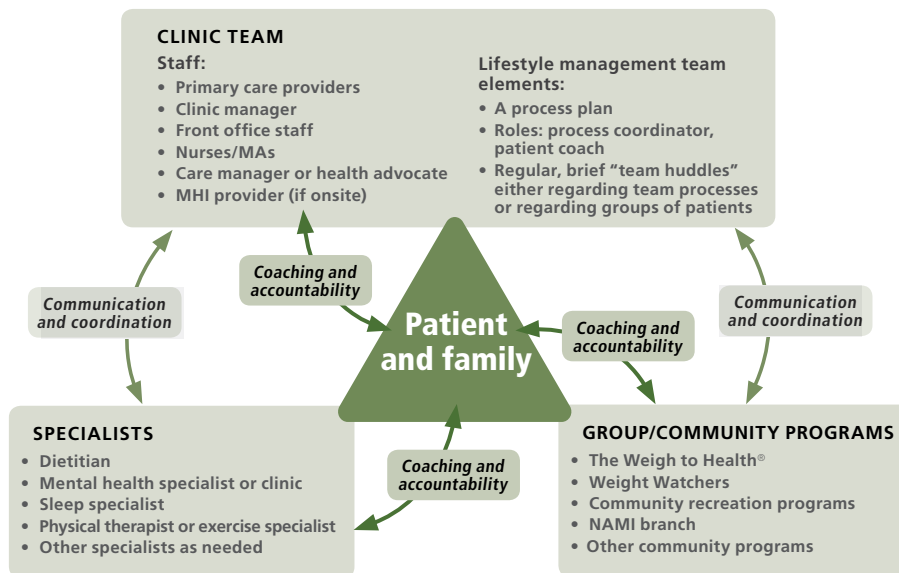 CLINIC TEAM
Staff:
• Primary care providers
• Clinic manager
• Front office staff
• Nurses/MAs
• Care manager or health advocate
• MHI provider (if onsite)
Lifestyle management team
elements:
• A process plan
• Roles: process coordinator,
patient coach
• Regular, brief “team huddles”
either regarding team processes
or regarding groups of patients
Coaching and
accountability
Communication
and coordination
Patient
and family
Coaching and
accountability
Communication
and coordination
SPECIALISTS
• Dietitian
• Mental health specialist or clinic
• Sleep specialist
• Physical therapist or exercise specialist
• Other specialists as needed
Coaching and
accountability
GROUP/COMMUNITY PROGRAMS
• The Weigh to Health®
• Weight Watchers
• Community recreation programs
• NAMI branch
• Other community programs